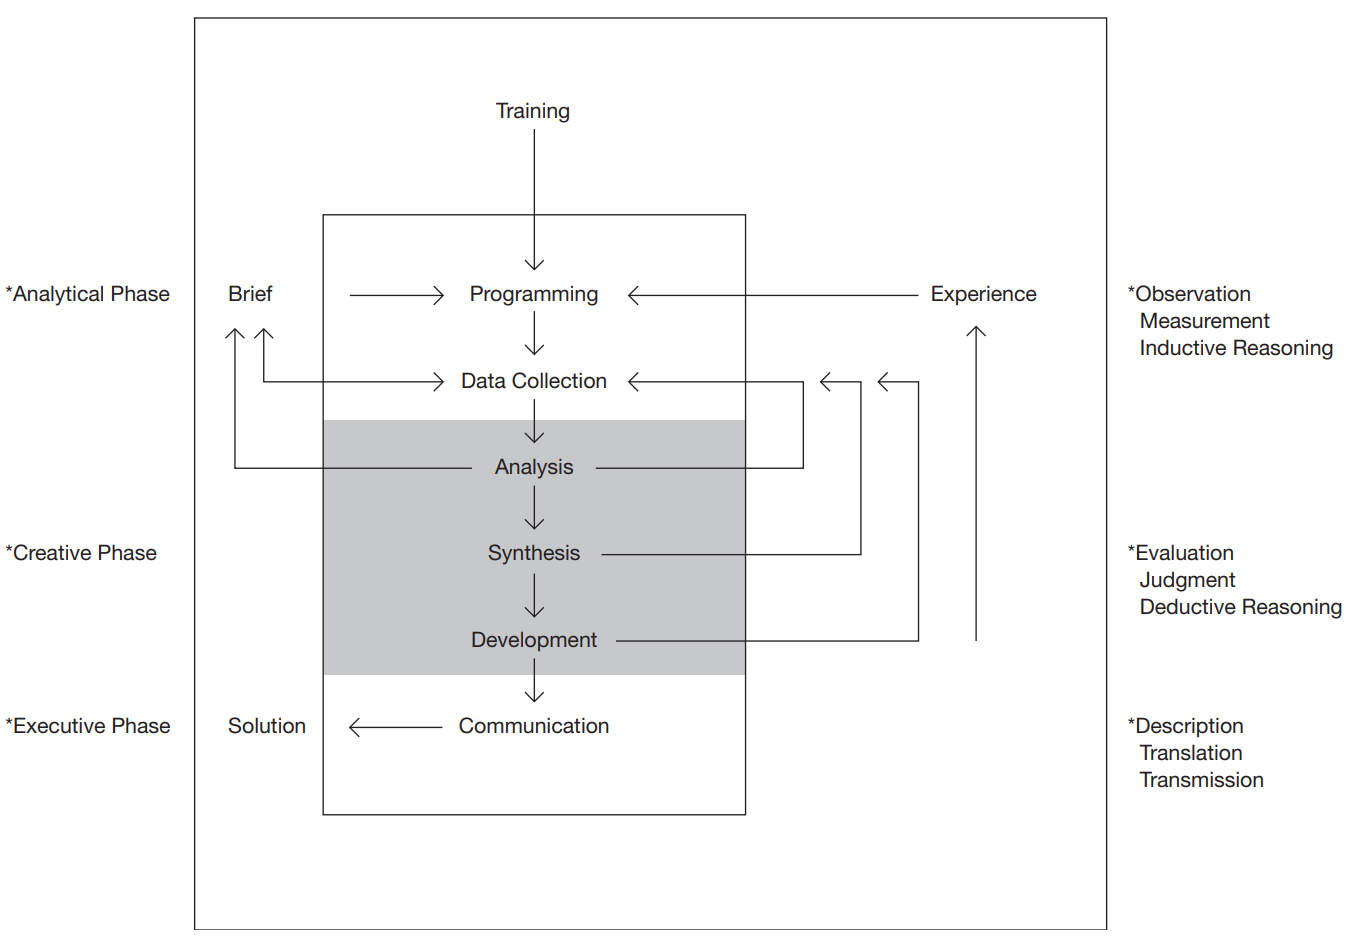 Training
*Analytical Phase
Brief
Programming
Experience
*Observation
Measurement
Inductive Reasoning
Data Collection
Analysis
*Creative Phase
Synthesis
*Evaluation
Judgment
Deductive Reasoning
Development
*Executive Phase
Solution
Communication
*Description
Translation
Transmission